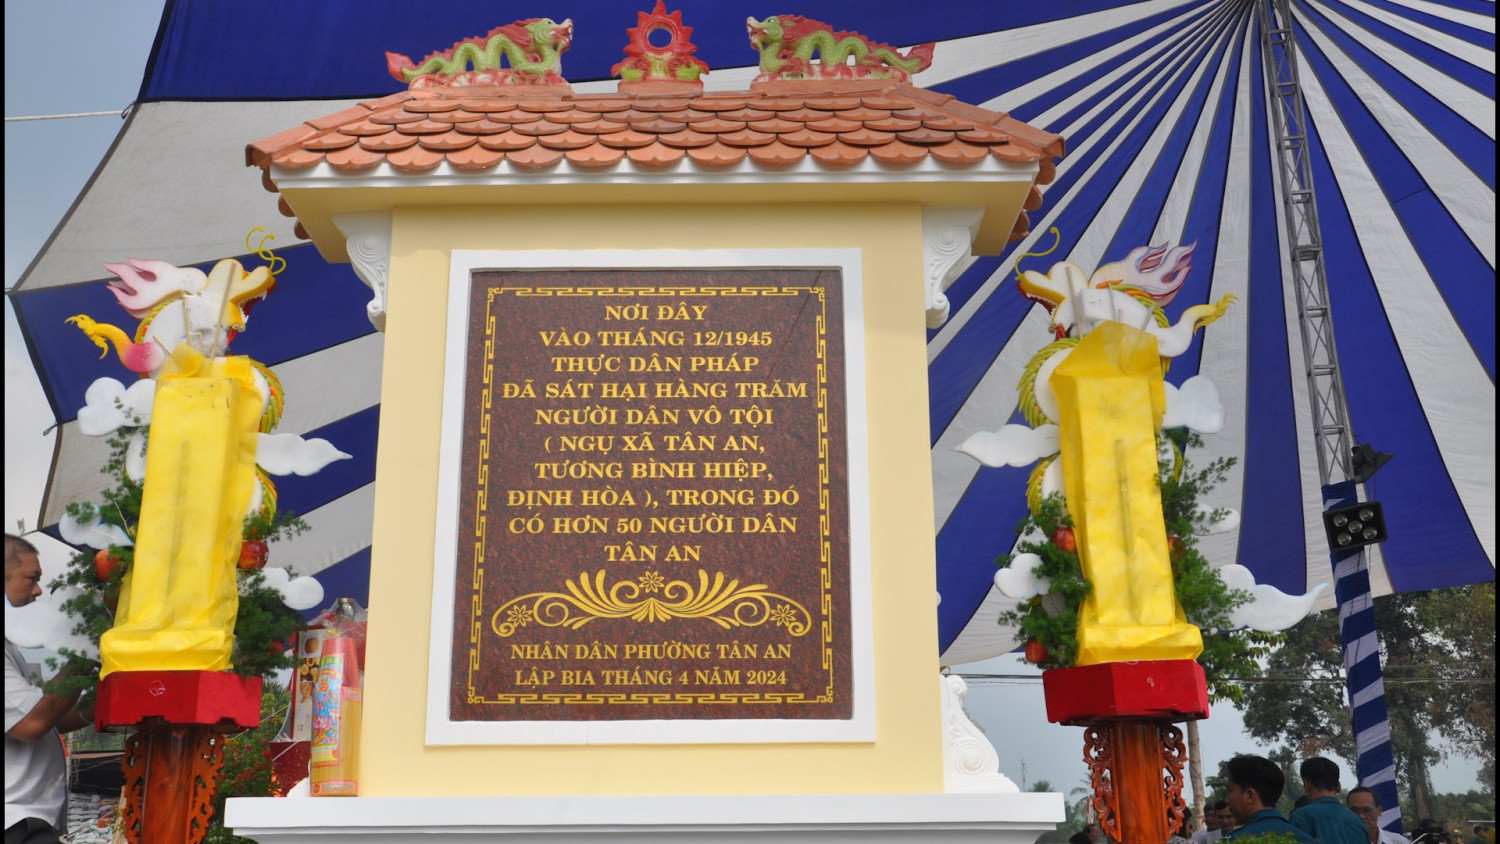 NƠI ĐÂY
VÀO THÁNG 12/1945
THỰC DÂN PHÁP
ĐÃ SÁT HẠI HÀNG TRĂM
NGƯỜI DÂN VÔ TỘI
( NGỤ XÃ TÂN AN,
TƯƠNG BÌNH HIỆP,
ĐỊNH HÒA ), TRONG ĐÓ
CÓ HƠN 50 NGƯỜI DÂN
TÂN AN
NHÂN DÂN PHƯỜNG TÂN AN
LẬP BIA THÁNG 4 NĂM 2024